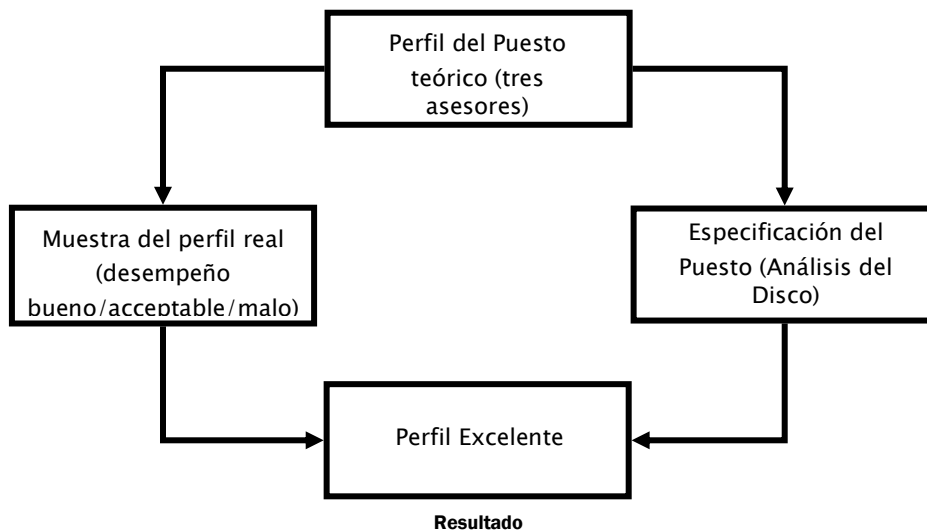 Perfil del Puesto
teórico (tres
asesores)
Muestra del perfil real
(desempeño
bueno/acceptable/malo)
Especificación del
Puesto (Análisis del
Disco)
Perfil Excelente
Resultado